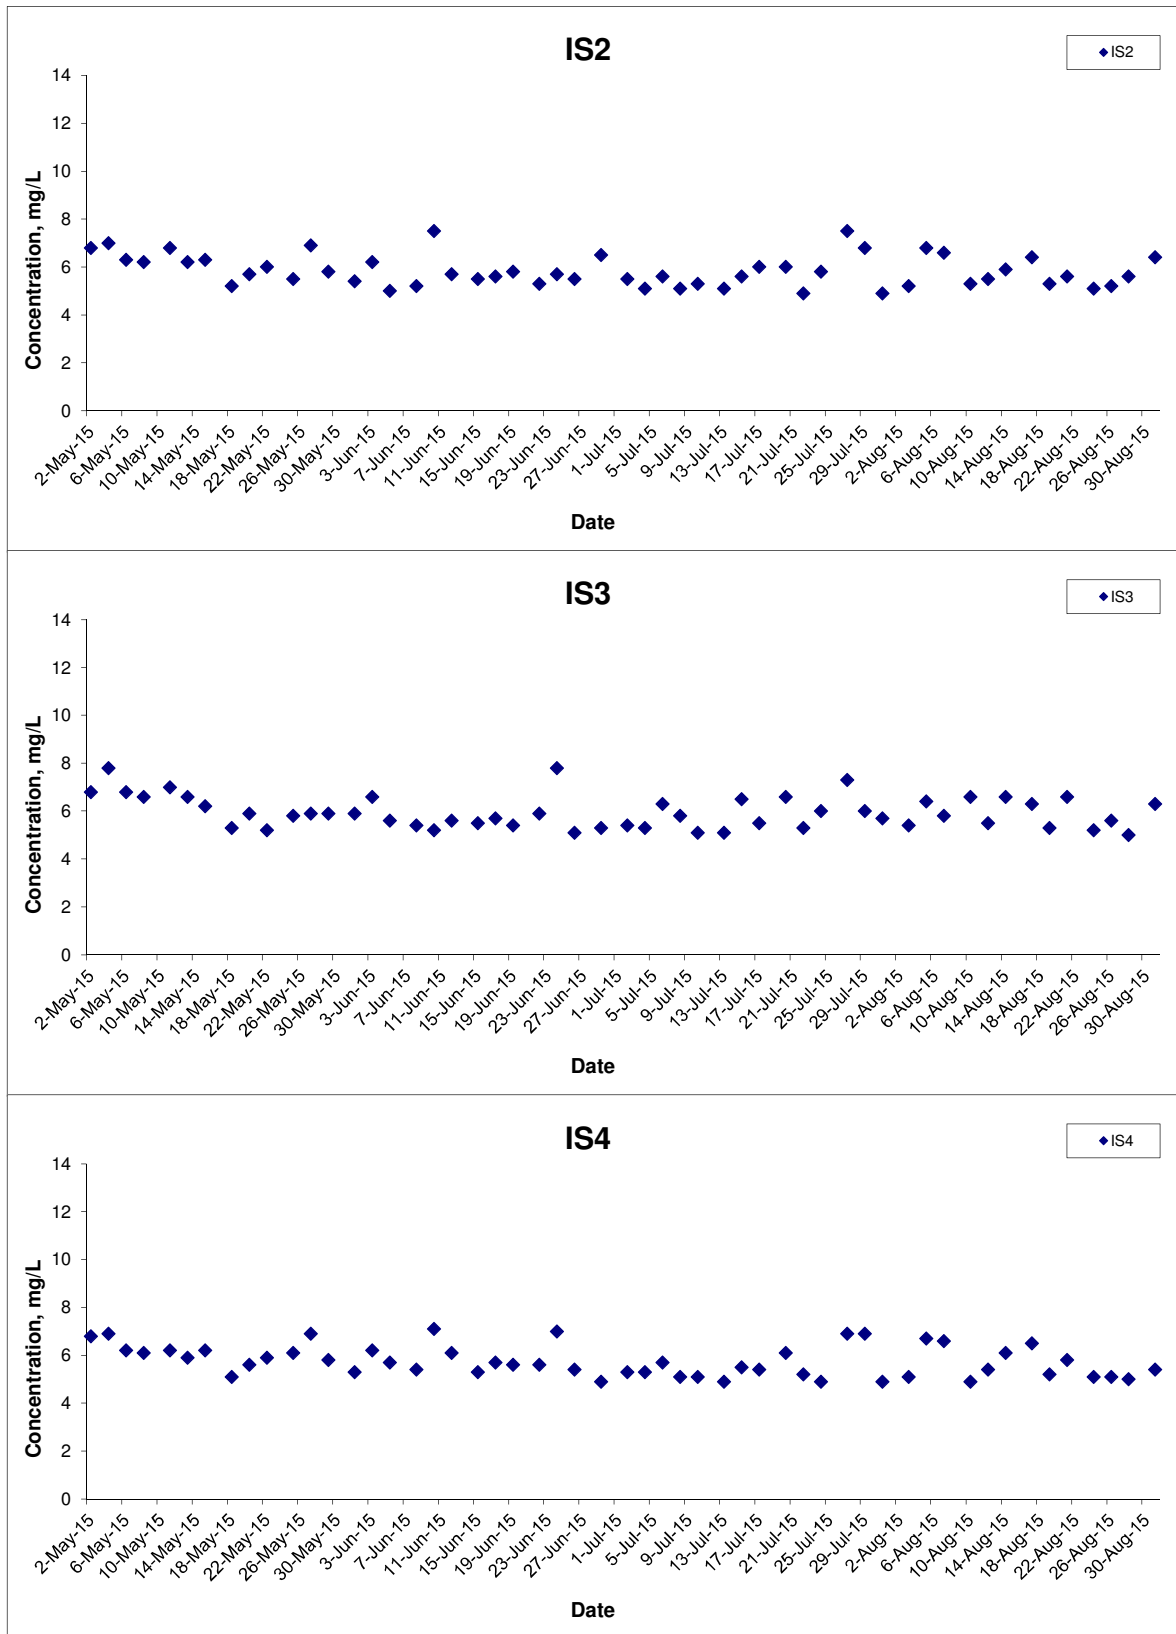 IS2
IS2
Concentration, mg/L
14
12
10
8
6
4
2
0
2-May-15 6-May-15 10-May-15 14-May-15 18-May-15 22-May-15 26-May-15 30-May-15 3-Jun-15 7-Jun-15 11-Jun-15 15-Jun-15 19-Jun-15 23-Jun-15 27-Jun-15 1-Jul-15 5-Jul-15 9-Jul-15 13-Jul-15 17-Jul-15 21-Jul-15 25-Jul-15 29-Jul-15 2-Aug-15 6-Aug-15 10-Aug-15 14-Aug-15 18-Aug-15 22-Aug-15 26-Aug-15 30-Aug-15
Date
IS3
IS3
Concentration, mg/L
14
12
10
8
6
4
2
0
2-May-15 6-May-15 10-May-15 14-May-15 18-May-15 22-May-15 26-May-15 30-May-15 3-Jun-15 7-Jun-15 11-Jun-15 15-Jun-15 19-Jun-15 23-Jun-15 27-Jun-15 1-Jul-15 5-Jul-15 9-Jul-15 13-Jul-15 17-Jul-15 21-Jul-15 25-Jul-15 29-Jul-15 2-Aug-15 6-Aug-15 10-Aug-15 14-Aug-15 18-Aug-15 22-Aug-15 26-Aug-15 30-Aug-15
Date
IS4
IS4
Concentration, mg/L
14
12
10
8
6
4
2
0
2-May-15 6-May-15 10-May-15 14-May-15 18-May-15 22-May-15 26-May-15 30-May-15 3-Jun-15 7-Jun-15 11-Jun-15 15-Jun-15 19-Jun-15 23-Jun-15 27-Jun-15 1-Jul-15 5-Jul-15 9-Jul-15 13-Jul-15 17-Jul-15 21-Jul-15 25-Jul-15 29-Jul-15 2-Aug-15 6-Aug-15 10-Aug-15 14-Aug-15 18-Aug-15 22-Aug-15 26-Aug-15 30-Aug-15
Date